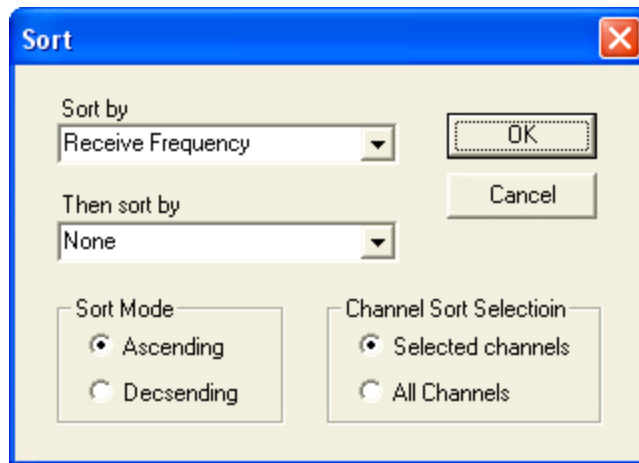 Sort
Sort by
Receive Frequency
OK
Then sort by
Cancel
None
Sort Mode
Ascending
Decsending
Channel Sort Selectioin
Selected channels
All Channels